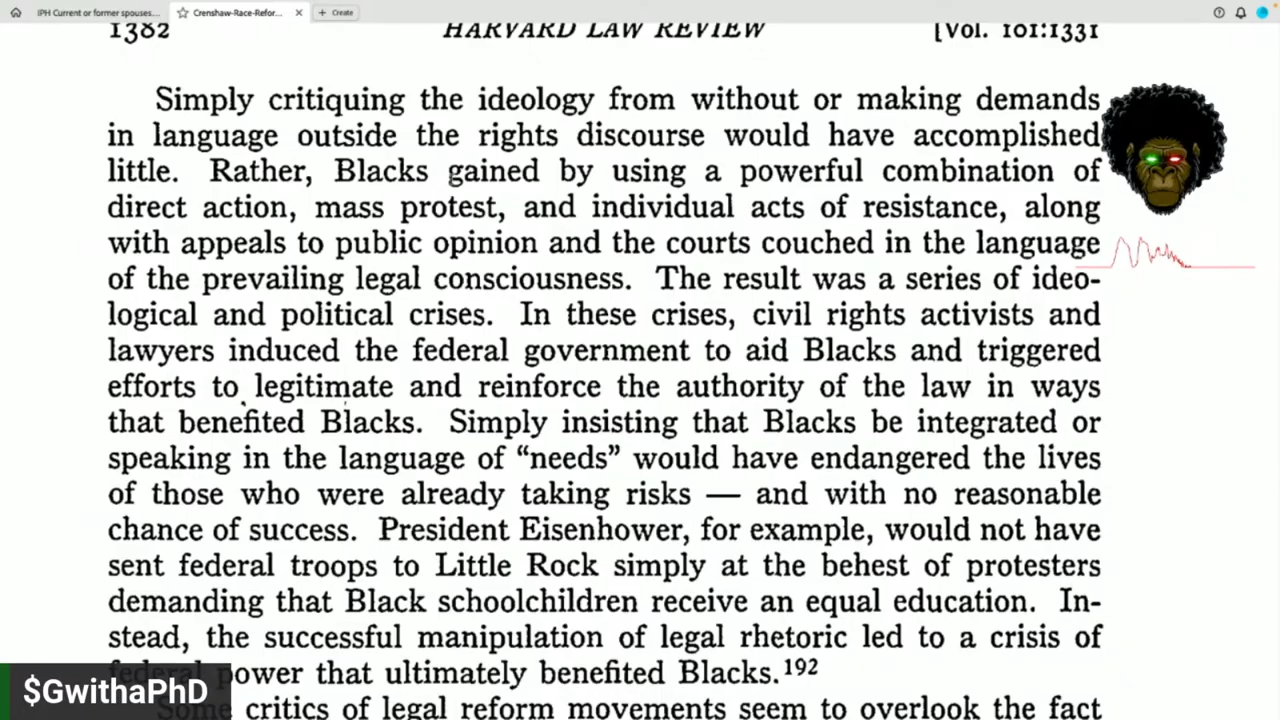 IPH Current or former spouses...
Crenshaw-Race-Refor...
+ Create
1382 HARVARD LAW REVIEW [Vol. 101:1331
Simply critiquing the ideology from without or making demands
in language outside the rights discourse would have accomplished
little. Rather, Blacks gained by using a powerful combination of
direct action, mass protest, and individual acts of resistance, along
with appeals to public opinion and the courts couched in the language
of the prevailing legal consciousness. The result was a series of ideo-
logical and political crises. In these crises, civil rights activists and
lawyers induced the federal government to aid Blacks and triggered
efforts to legitimate and reinforce the authority of the law in ways
that benefited Blacks. Simply insisting that Blacks be integrated or
speaking in the language of “needs” would have endangered the lives
of those who were already taking risks — and with no reasonable
chance of success. President Eisenhower, for example, would not have
sent federal troops to Little Rock simply at the behest of protesters
demanding that Black schoolchildren receive an equal education. In-
stead, the successful manipulation of legal rhetoric led to a crisis of
federal power that ultimately benefited Blacks.192
$GwithaPhD
Some critics of legal reform movements seem to overlook the fact